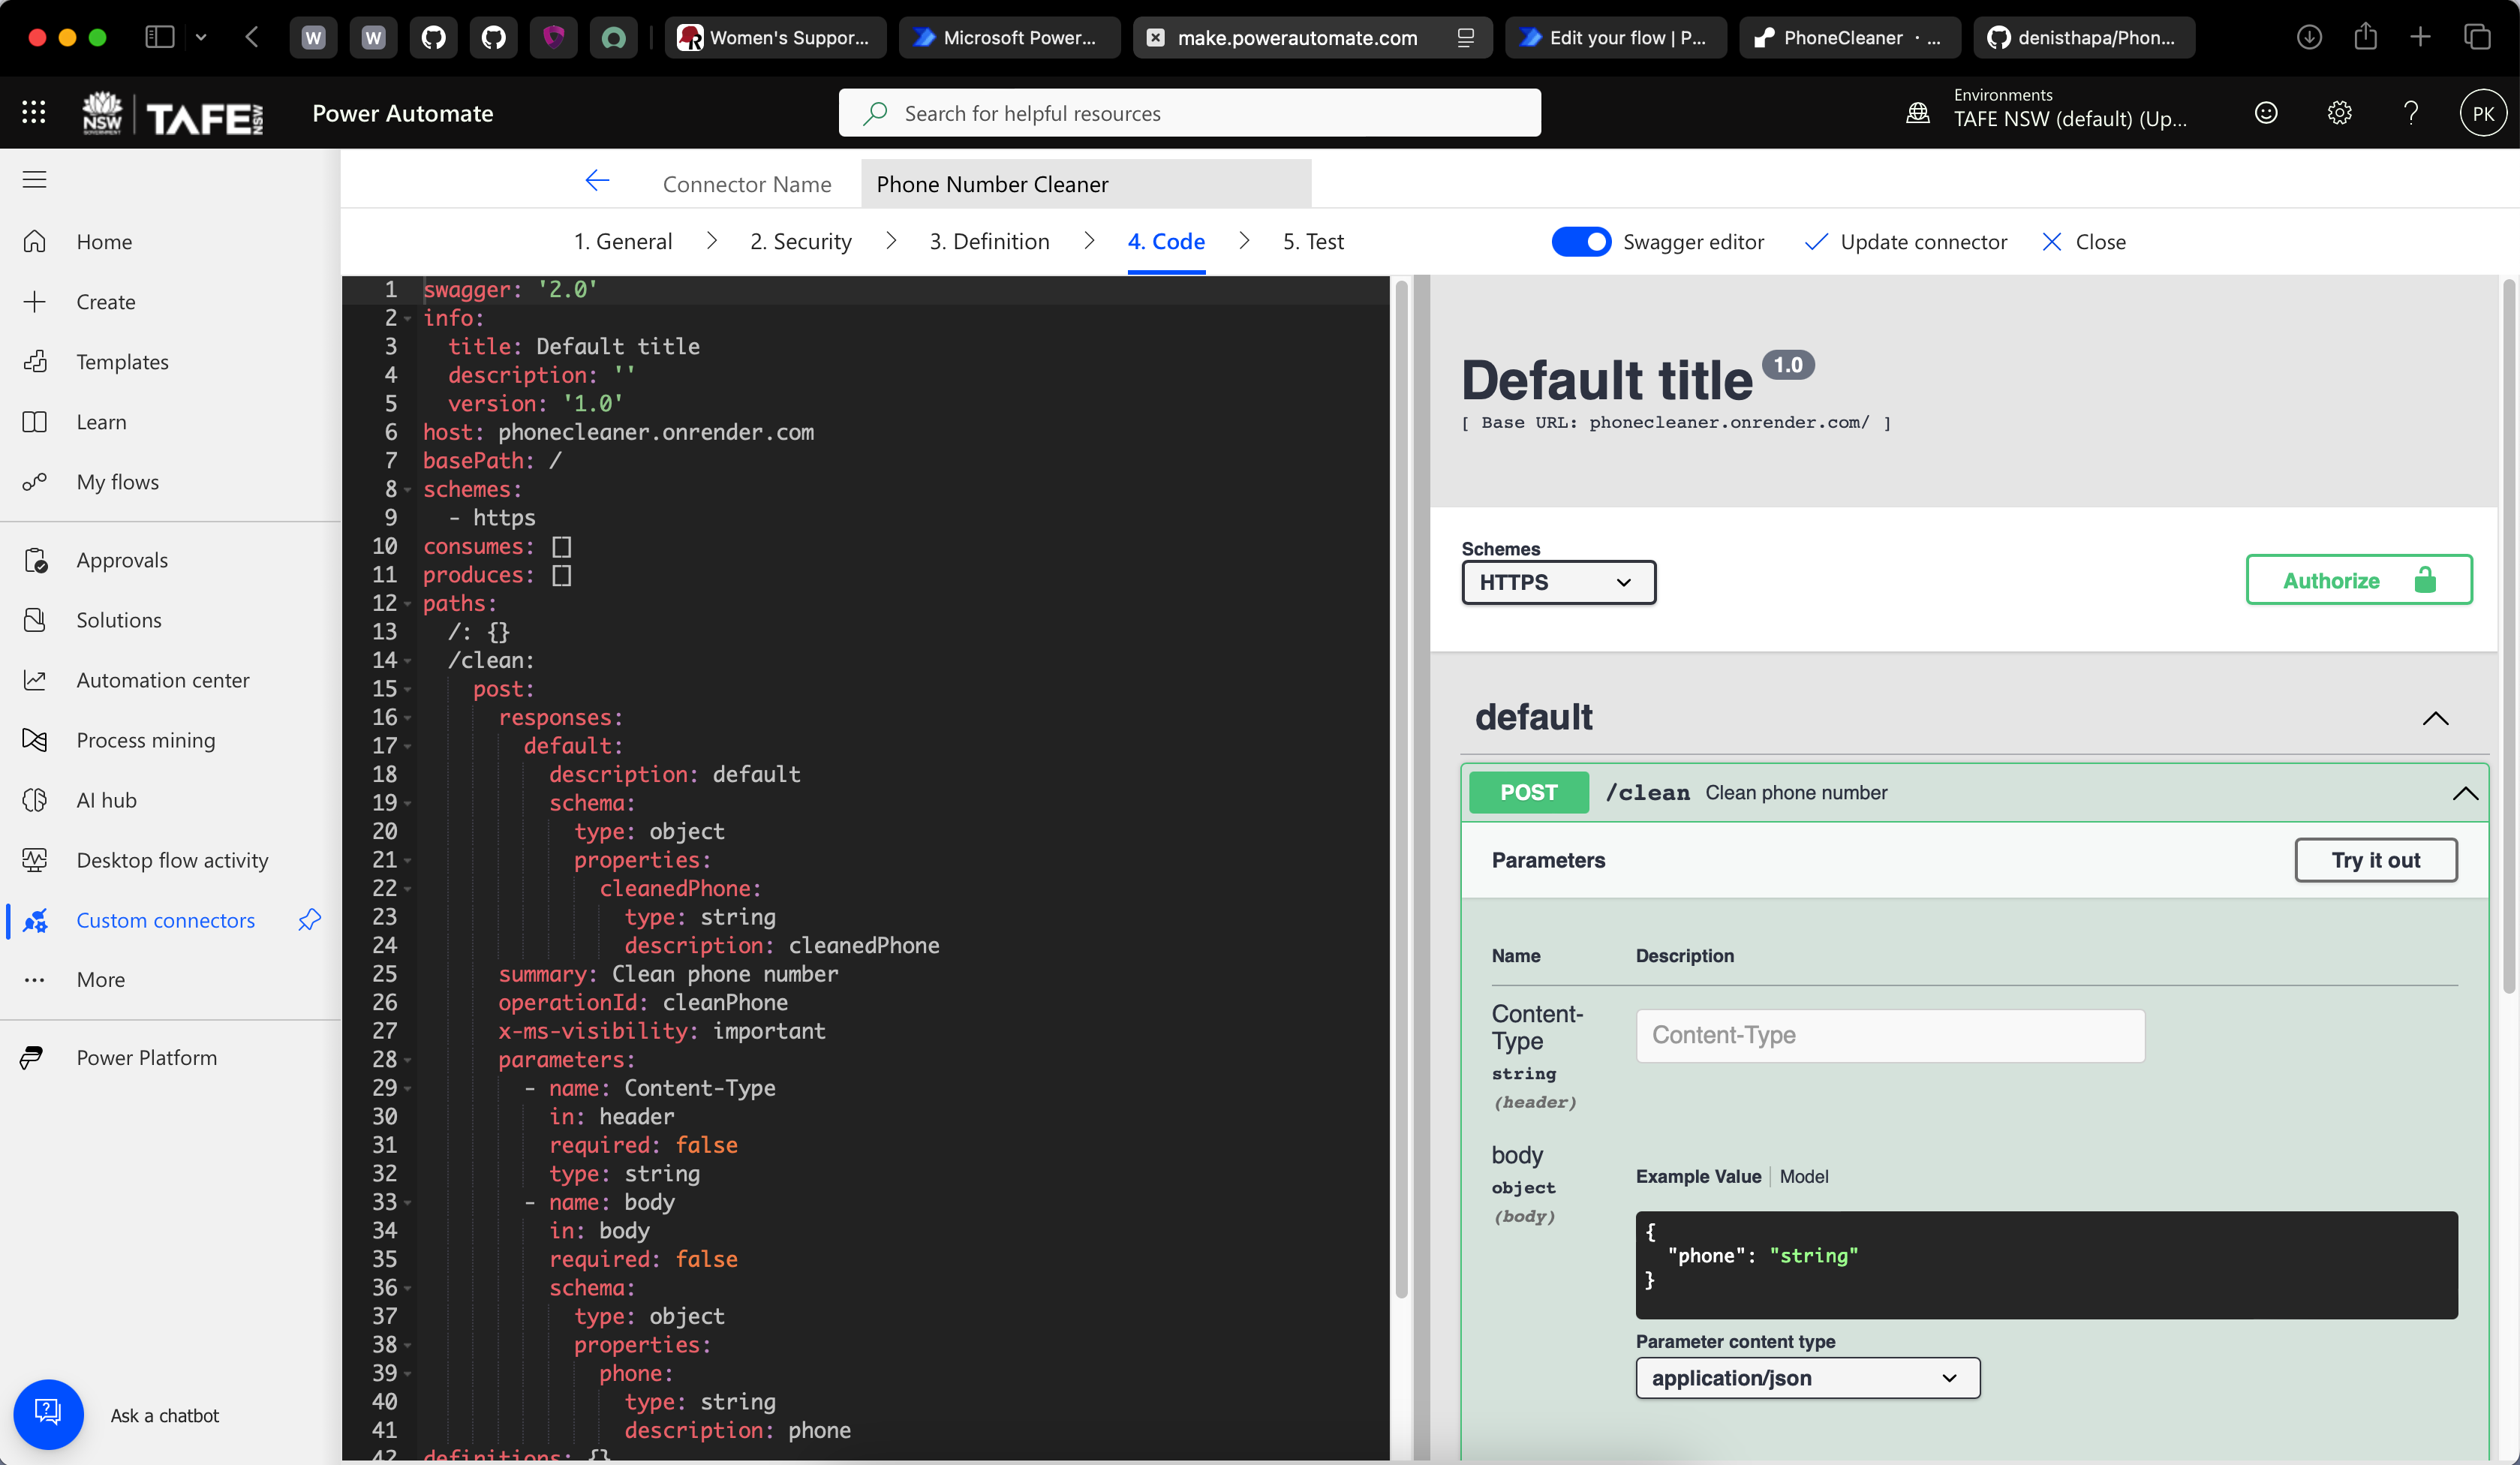 W
W
Women's Suppor...
Microsoft Power...
make.powerautomate.com
Edit your flow | P...
PhoneCleaner · ...
denisthapa/Phon...
NSW
GOVERNMENT
TAFE NSW
Power Automate
Search for helpful resources
Environments
TAFE NSW (default) (Up...
PK
Connector Name
Phone Number Cleaner
1. General
2. Security
3. Definition
4. Code
5. Test
Swagger editor
Update connector
Close
Home
Create
Templates
Learn
My flows
Approvals
Solutions
Automation center
Process mining
AI hub
Desktop flow activity
Custom connectors
More
Power Platform
Ask a chatbot
1 swagger: '2.0'
2 info:
3 title: Default title
4 description: ''
5 version: '1.0'
6 host: phonecleaner.onrender.com
7 basePath: /
8 schemes:
9 - https
10 consumes: []
11 produces: []
12 paths:
13 /: {}
14 /clean:
15 post:
16 responses:
17 default:
18 description: default
19 schema:
20 type: object
21 properties:
22 cleanedPhone:
23 type: string
24 description: cleanedPhone
25 summary: Clean phone number
26 operationId: cleanPhone
27 x-ms-visibility: important
28 parameters:
29 - name: Content-Type
30 in: header
31 required: false
32 type: string
33 - name: body
34 in: body
35 required: false
36 schema:
37 type: object
38 properties:
39 phone:
40 type: string
41 description: phone
42 definitions: {}
Default title 1.0
[ Base URL: phonecleaner.onrender.com/ ]
Schemes
HTTPS
Authorize
default
POST /clean Clean phone number
Parameters
Try it out
Name Description
Content-
Type
string
(header)
Content-Type
body
object
(body)
Example Value | Model
{
"phone": "string"
}
Parameter content type
application/json